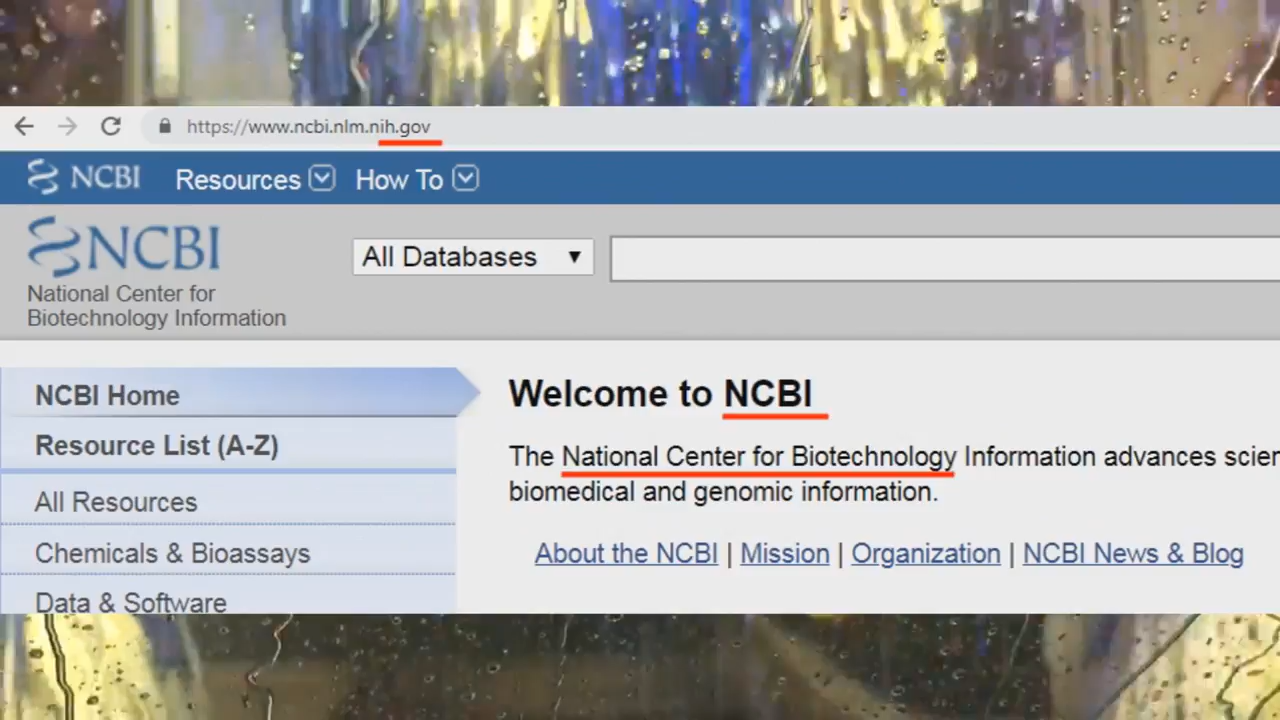 https://www.ncbi.nlm.nih.gov
NCBI Resources How To
NCBI
National Center for
Biotechnology Information
All Databases
NCBI Home
Resource List (A-Z)
All Resources
Chemicals & Bioassays
Data & Software
Welcome to NCBI
The National Center for Biotechnology Information advances scien
biomedical and genomic information.
About the NCBI | Mission | Organization | NCBI News & Blog